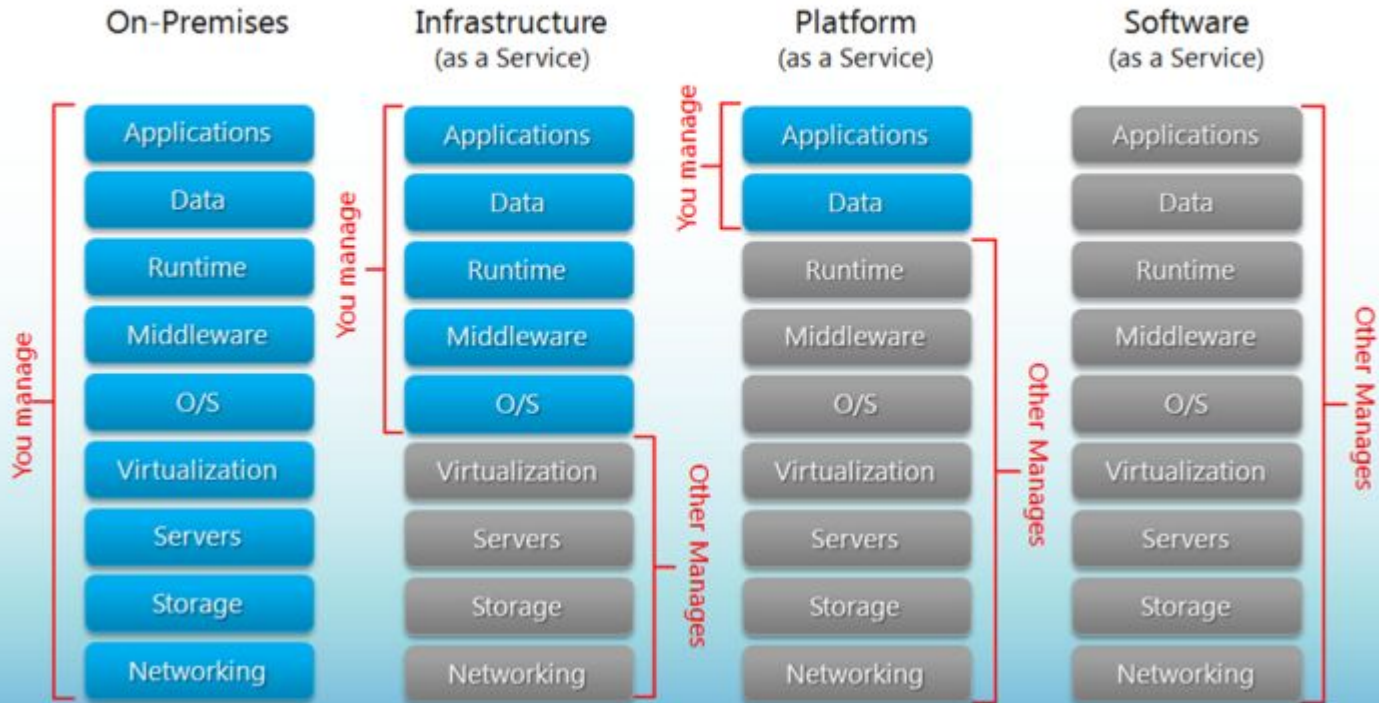 On-Premises
Infrastructure
(as a Service)
Platform
(as a Service)
Software
(as a Service)
You manage
Applications
Data
Runtime
Middleware
O/S
Virtualization
Servers
Storage
Networking
You manage
Applications
Data
Runtime
Middleware
O/S
Virtualization
Servers
Storage
Networking
Other Manages
You manage
Applications
Data
Runtime
Middleware
O/S
Virtualization
Servers
Storage
Networking
Other Manages
Applications
Data
Runtime
Middleware
O/S
Virtualization
Servers
Storage
Networking
Other Manages